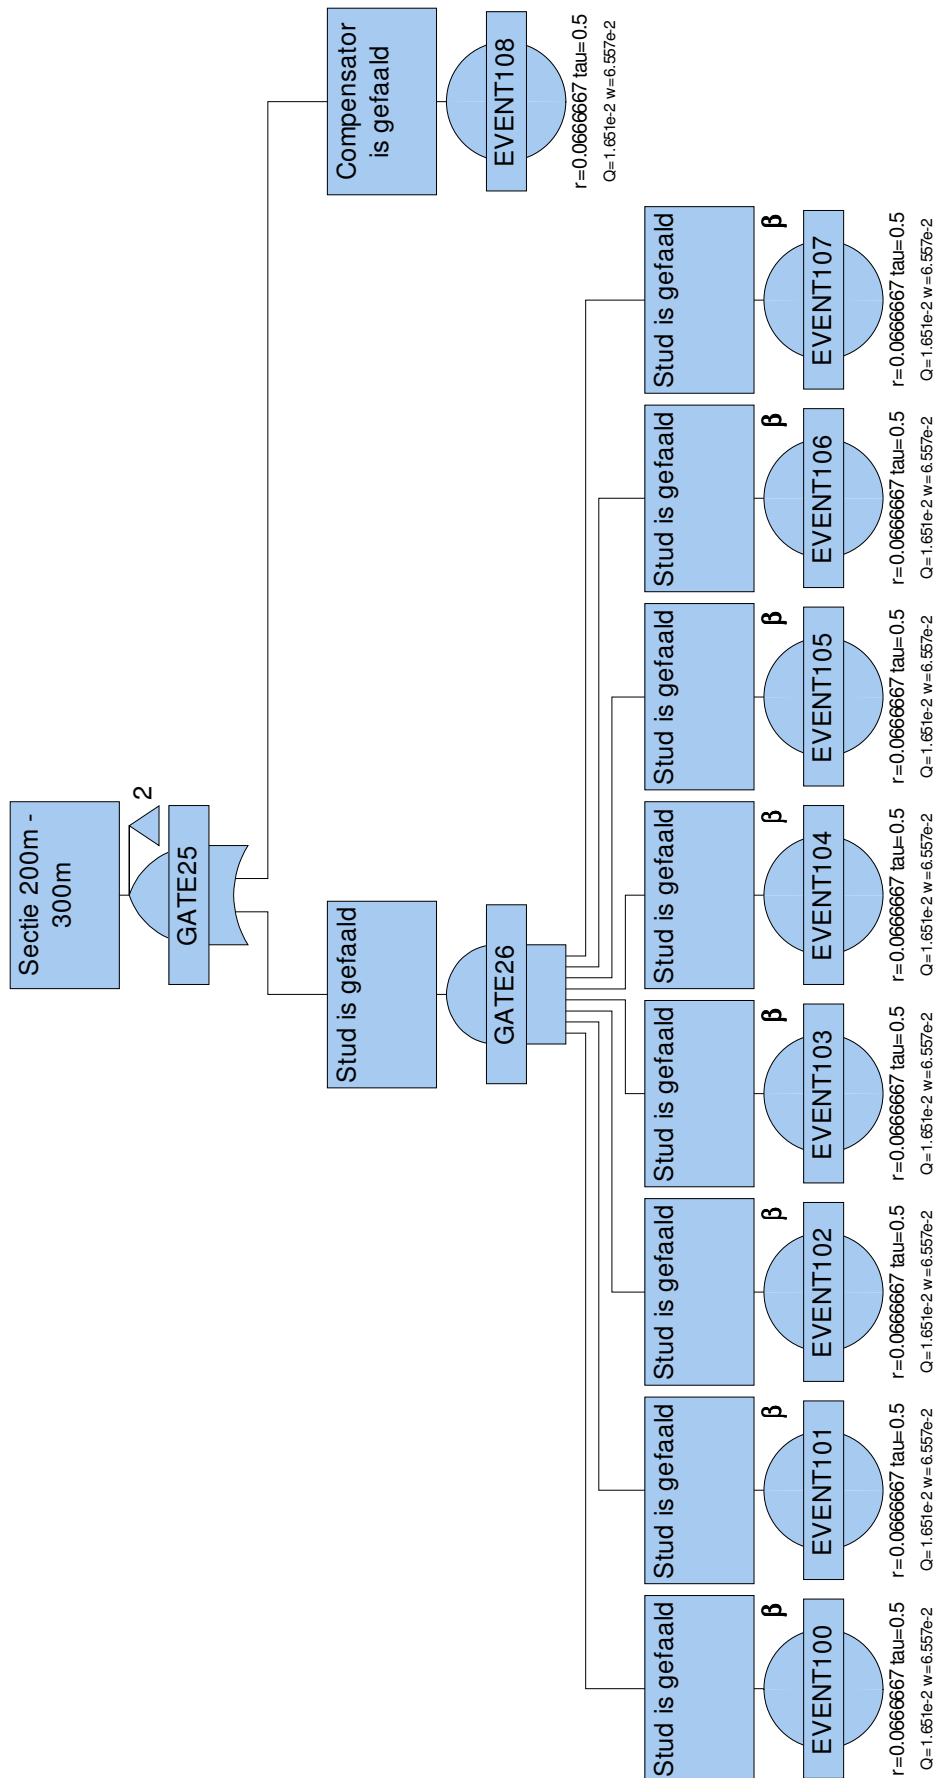 Sectie 200m -
300m
2
GATE25
Stud is gefaald
GATE26
Compensator
is gefaald
EVENT108
r=0.0666667 tau=0.5
Q=1.651e-2 w=6.557e-2
Stud is gefaald
β
EVENT100
r=0.0666667 tau=0.5
Q=1.651e-2 w=6.557e-2
Stud is gefaald
β
EVENT101
r=0.0666667 tau=0.5
Q=1.651e-2 w=6.557e-2
Stud is gefaald
β
EVENT102
r=0.0666667 tau=0.5
Q=1.651e-2 w=6.557e-2
Stud is gefaald
β
EVENT103
r=0.0666667 tau=0.5
Q=1.651e-2 w=6.557e-2
Stud is gefaald
β
EVENT104
r=0.0666667 tau=0.5
Q=1.651e-2 w=6.557e-2
Stud is gefaald
β
EVENT105
r=0.0666667 tau=0.5
Q=1.651e-2 w=6.557e-2
Stud is gefaald
β
EVENT106
r=0.0666667 tau=0.5
Q=1.651e-2 w=6.557e-2
Stud is gefaald
β
EVENT107
r=0.0666667 tau=0.5
Q=1.651e-2 w=6.557e-2